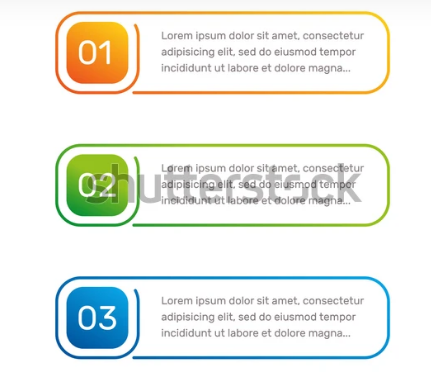 01
Lorem ipsum dolor sit amet, consectetur
adipisicing elit, sed do eiusmod tempor
incididunt ut labore et dolore magna...
02
Lorem ipsum dolor sit amet, consectetur
adipisicing elit, sed do eiusmod tempor
incididunt ut labore et dolore magna...
shutterstock
03
Lorem ipsum dolor sit amet, consectetur
adipisicing elit, sed do eiusmod tempor
incididunt ut labore et dolore magna...